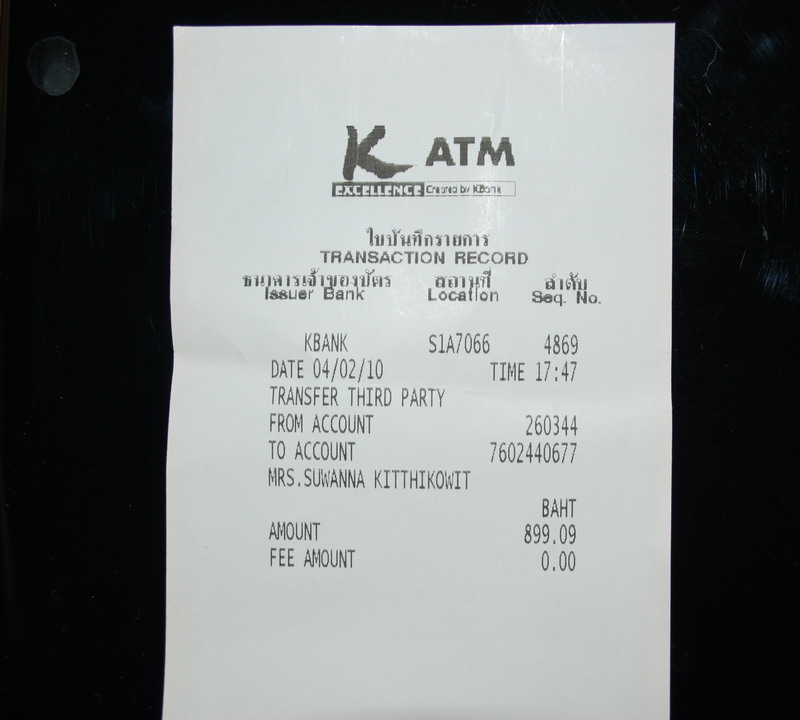 K ATM
EXCELLENCE Created by KBank
ใบบันทึกรายการ
TRANSACTION RECORD
ธนาคารเจ้าของบัตร สถานที่ ลำดับ
Issuer Bank Location Seq. No.
KBANK S1A7066 4869
DATE 04/02/10 TIME 17:47
TRANSFER THIRD PARTY
FROM ACCOUNT 260344
TO ACCOUNT 7602440677
MRS.SUWANNA KITTHIKOWIT
BAHT
AMOUNT 899.09
FEE AMOUNT 0.00